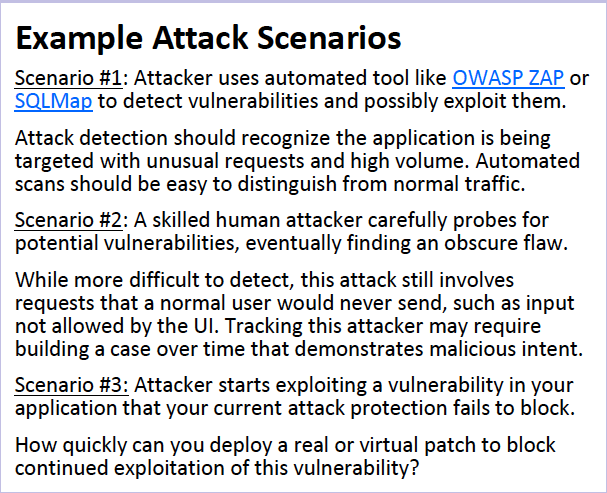 Example Attack Scenarios
Scenario #1: Attacker uses automated tool like OWASP ZAP or
SQLMap to detect vulnerabilities and possibly exploit them.
Attack detection should recognize the application is being
targeted with unusual requests and high volume. Automated
scans should be easy to distinguish from normal traffic.
Scenario #2: A skilled human attacker carefully probes for
potential vulnerabilities, eventually finding an obscure flaw.
While more difficult to detect, this attack still involves
requests that a normal user would never send, such as input
not allowed by the UI. Tracking this attacker may require
building a case over time that demonstrates malicious intent.
Scenario #3: Attacker starts exploiting a vulnerability in your
application that your current attack protection fails to block.
How quickly can you deploy a real or virtual patch to block
continued exploitation of this vulnerability?